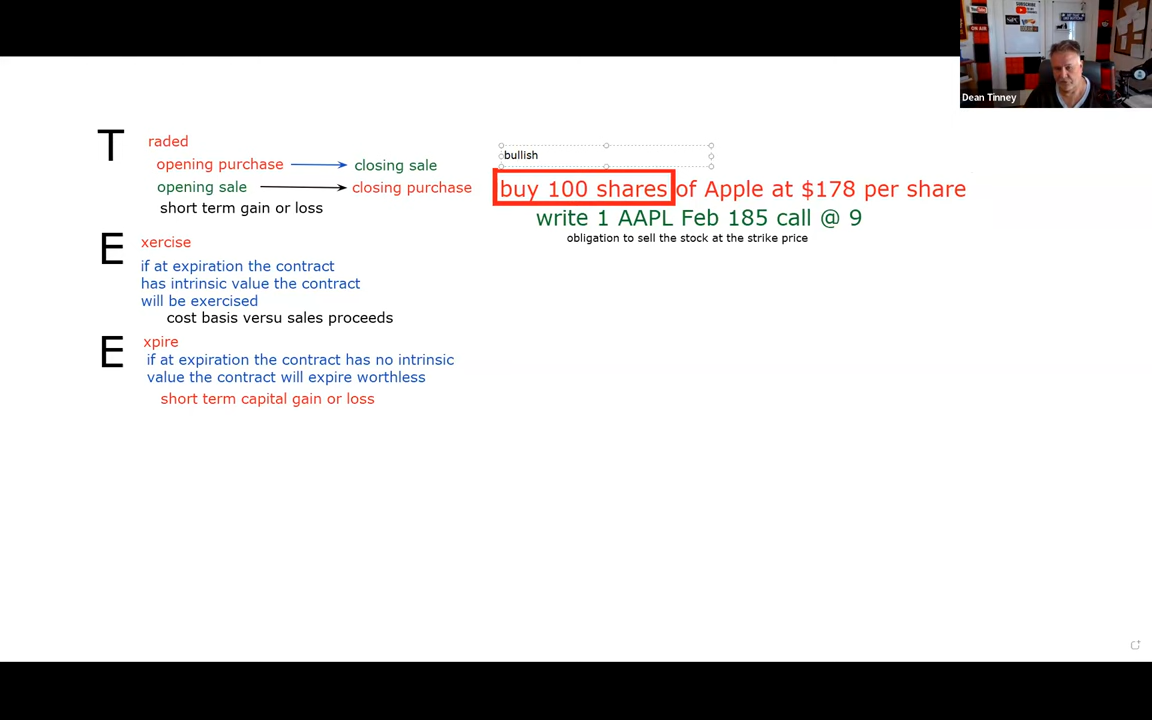 T raded
opening purchase closing sale
opening sale closing purchase
short term gain or loss
E xercise
if at expiration the contract
has intrinsic value the contract
will be exercised
cost basis versu sales proceeds
E xpire
if at expiration the contract has no intrinsic
value the contract will expire worthless
short term capital gain or loss
bullish
buy 100 shares of Apple at $178 per share
write 1 AAPL Feb 185 call @ 9
obligation to sell the stock at the strike price
SUBSCRIBE
ON AIR
Dean Tinney